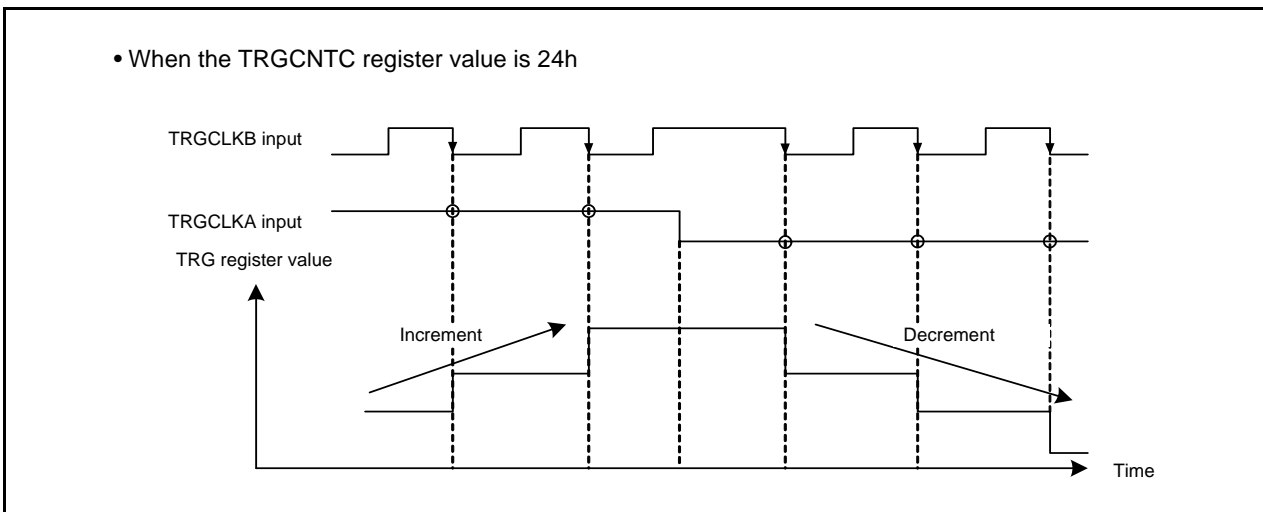 • When the TRGCNTC register value is 24h
TRGCLKB input
TRGCLKA input
TRG register value
Increment
Decrement
Time